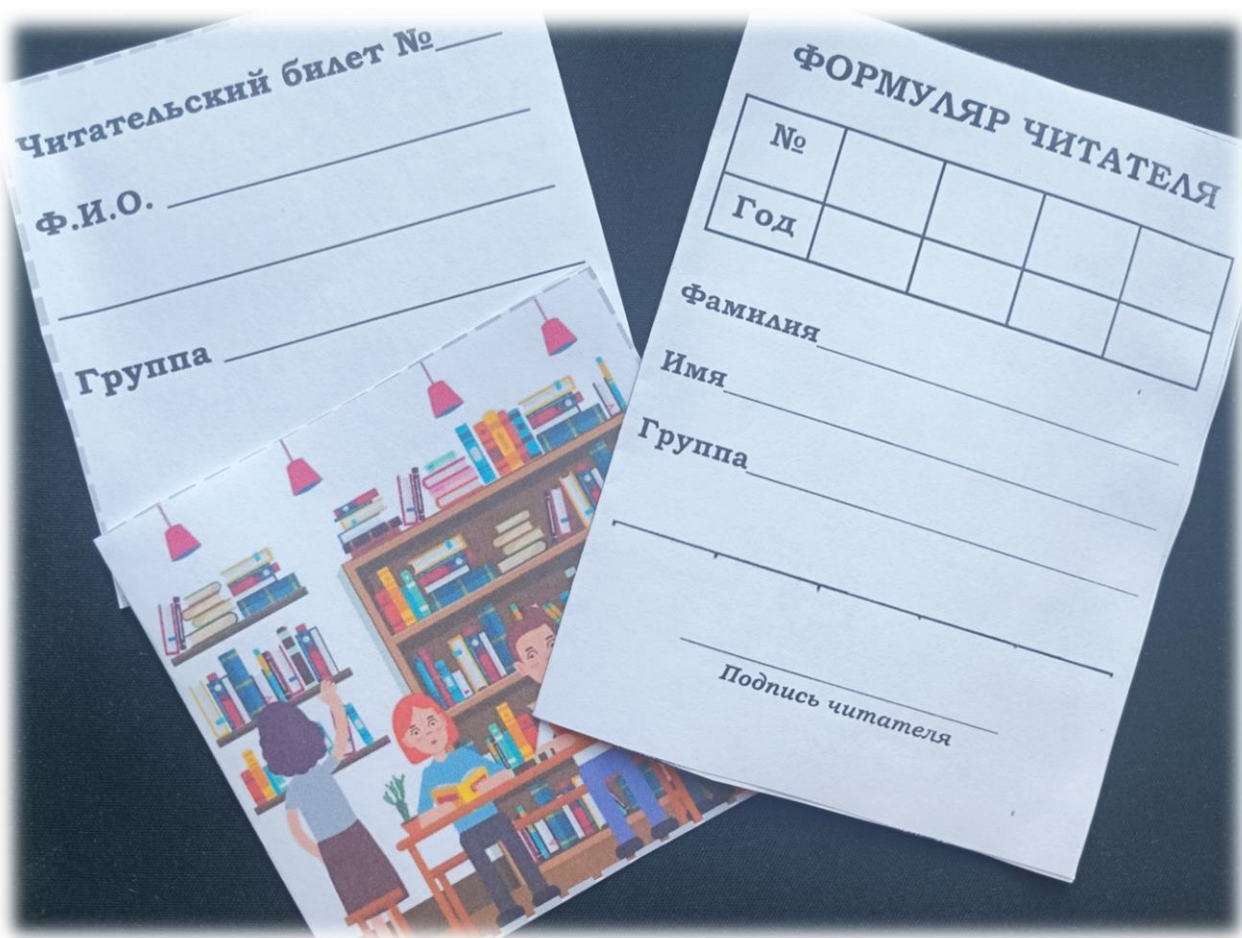 Читательский билет №
Ф.И.О.
Группа
ФОРМУЛЯР ЧИТАТЕЛЯ
№
Год
Фамилия
Имя
Группа
Подпись читателя